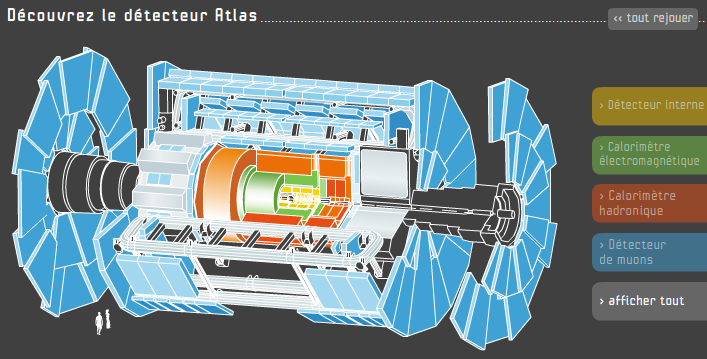 Découvrez le détecteur Atlas
‹‹ tout rejouer
› Détecteur interne
› Calorimètre
électromagnétique
› Calorimètre
hadronique
› Détecteur
de muons
› afficher tout